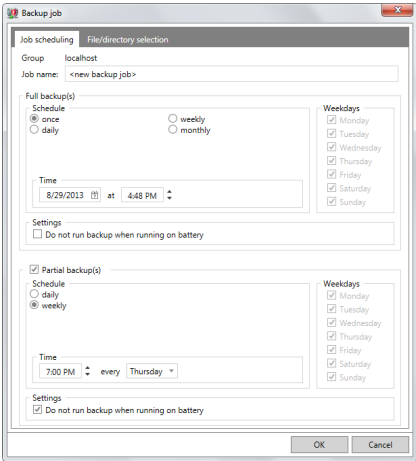 Backup job
Job scheduling File/directory selection
Group localhost
Job name: <new backup job>
Full backup(s)
Schedule Weekdays
once weekly Monday
daily monthly Tuesday
Wednesday
Thursday
Friday
Time Saturday
8/29/2013 at 4:48 PM Sunday
Settings
Do not run backup when running on battery
Partial backup(s)
Schedule Weekdays
daily Monday
weekly Tuesday
Wednesday
Thursday
Friday
Time Saturday
7:00 PM every Thursday Sunday
Settings
Do not run backup when running on battery
OK Cancel